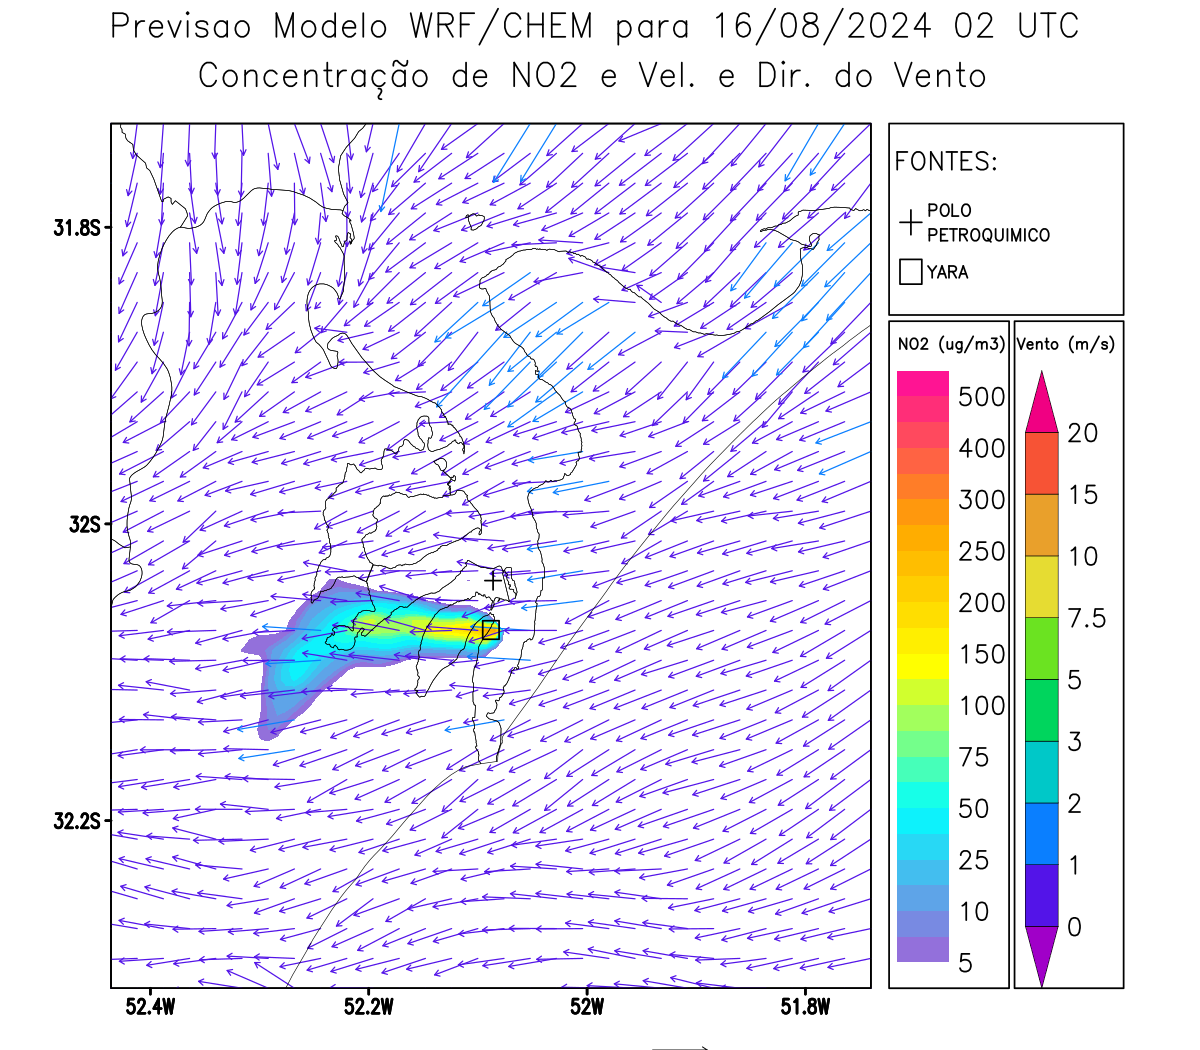 Previsao Modelo WRF/CHEM para 16/08/2024 02 UTC
Concentração de NO2 e Vel. e Dir. do Vento
FONTES:
POLO
PETROQUIMICO
YARA
NO2 (ug/m3)
500
400
300
250
200
150
100
75
50
25
10
5
Vento (m/s)
20
15
10
7.5
5
3
2
1
0
31.8S
32S
32.2S
52.4W
52.2W
52W
51.8W